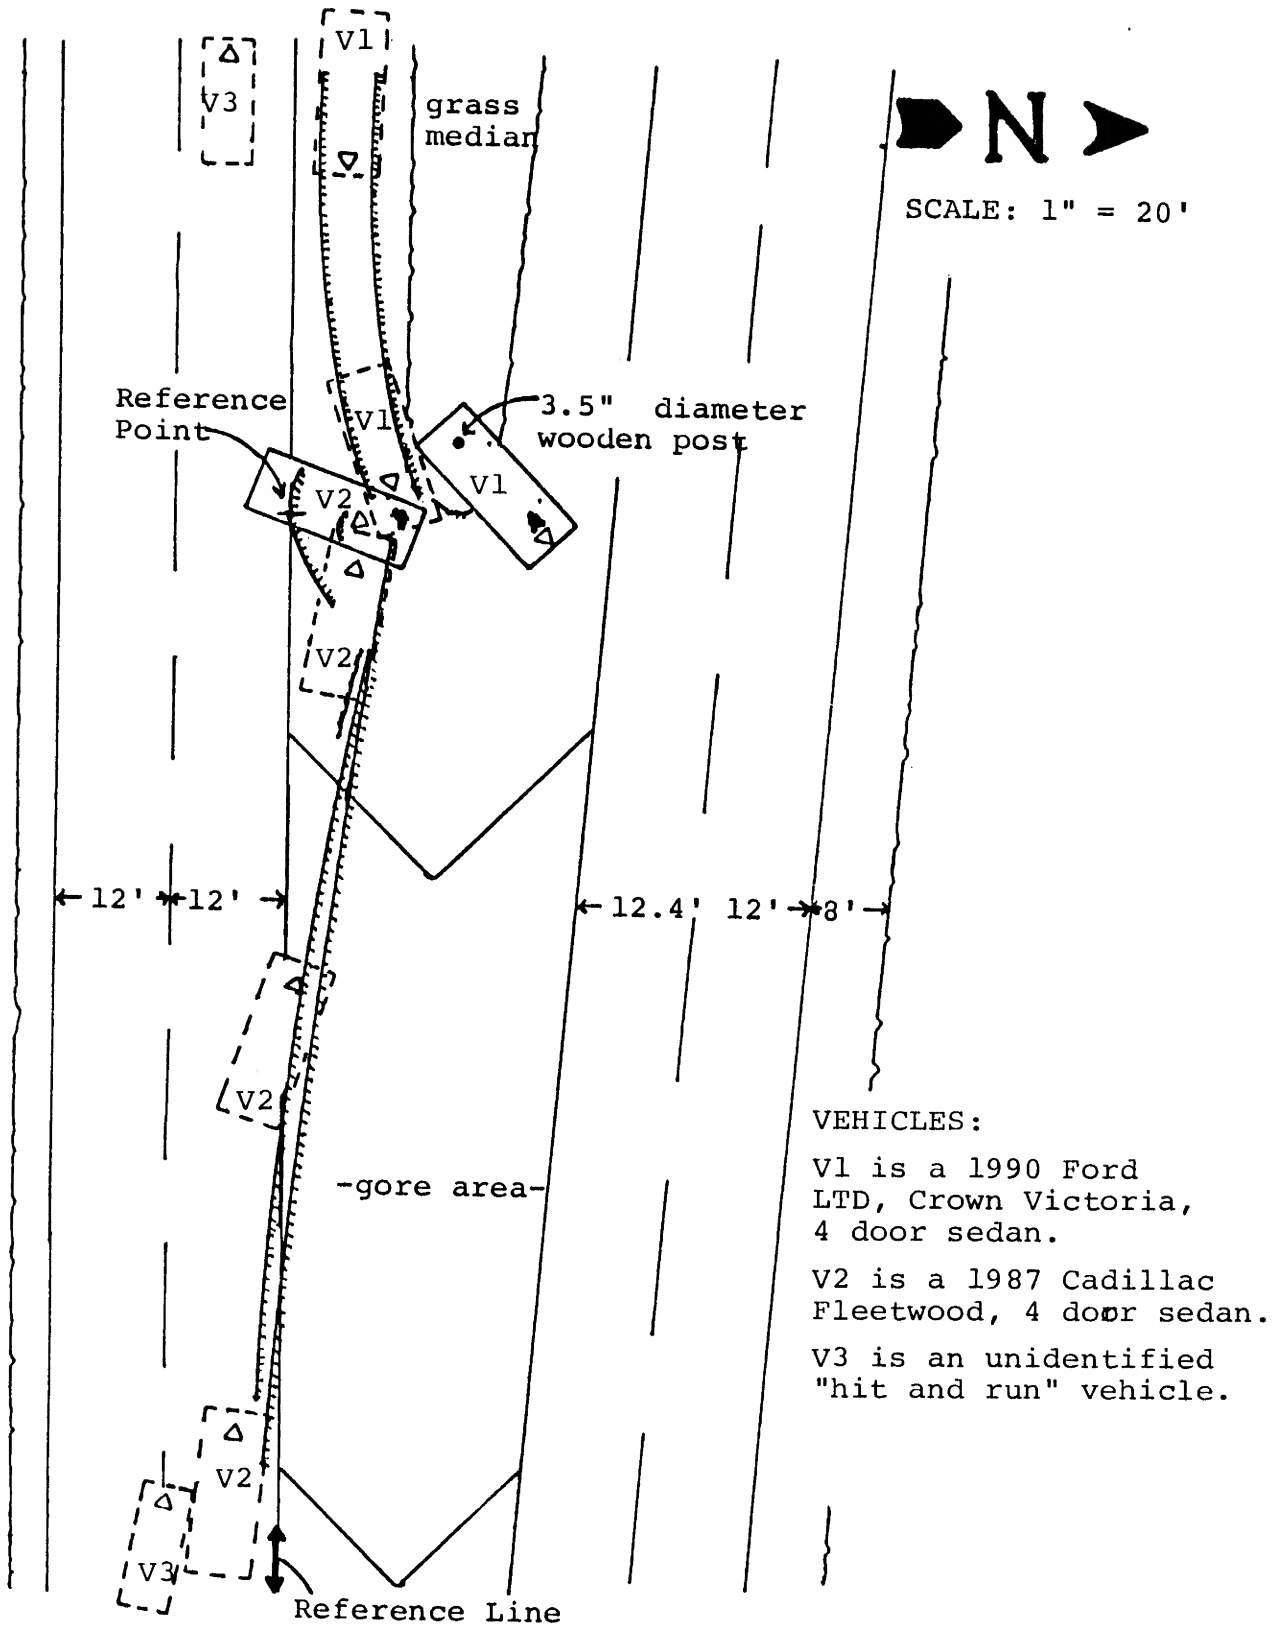 V1
V3
grass
median
N
SCALE: 1" = 20'
Reference
Point
3.5" diameter
wooden post
V1
V1
V2
V2
12'
12'
12.4'
12'
8'
V2
-gore area-
VEHICLES:
V1 is a 1990 Ford
LTD, Crown Victoria,
4 door sedan.
V2 is a 1987 Cadillac
Fleetwood, 4 door sedan.
V3 is an unidentified
"hit and run" vehicle.
V2
V3
Reference Line